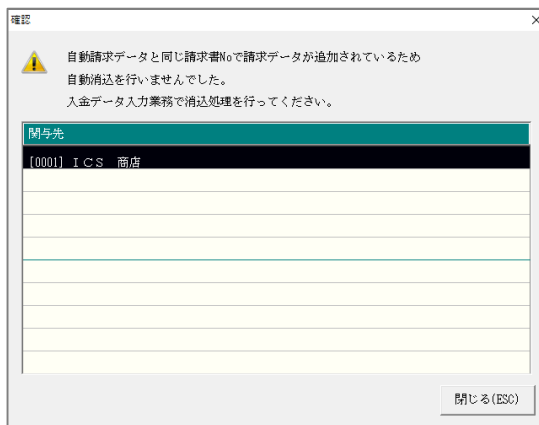 確認
自動請求データと同じ請求書Noで請求データが追加されているため
自動消込を行いませんでした。
入金データ入力業務で消込処理を行ってください。
関与先
[0001] ＩＣＳ　商店
閉じる(ESC)